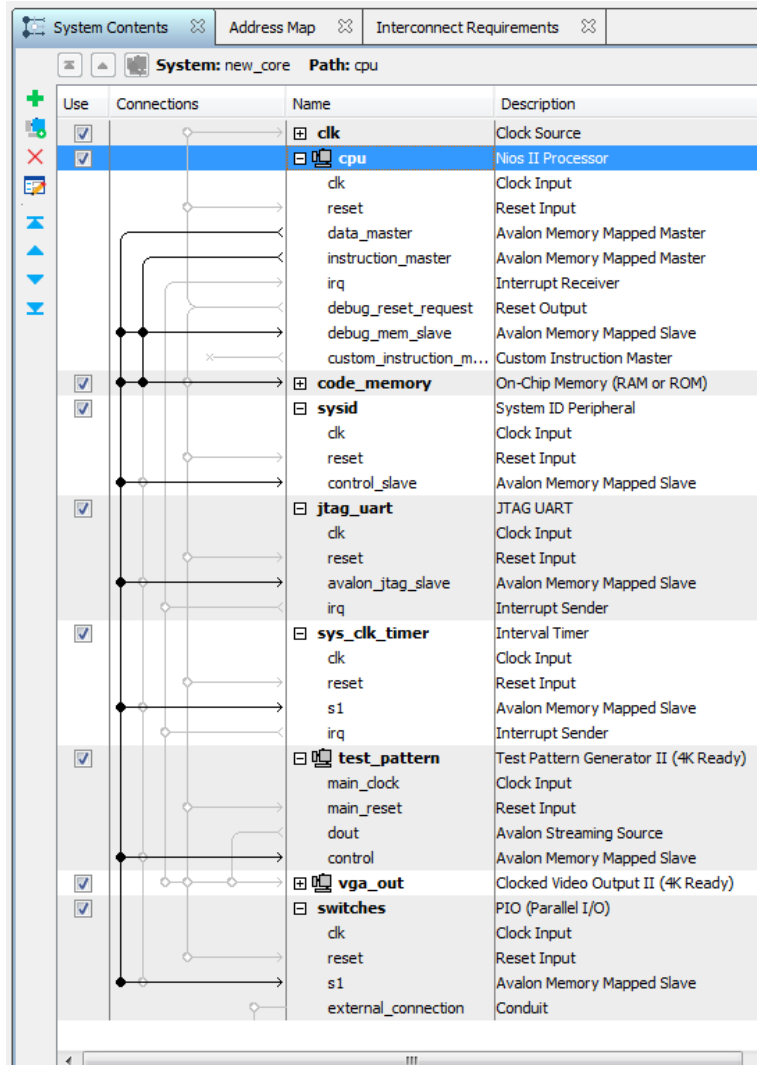 System Contents Address Map Interconnect Requirements
System: new_core Path: cpu
Use Connections Name Description
clk Clock Source
cpu Nios II Processor
clk Clock Input
reset Reset Input
data_master Avalon Memory Mapped Master
instruction_master Avalon Memory Mapped Master
irq Interrupt Receiver
debug_reset_request Reset Output
debug_mem_slave Avalon Memory Mapped Slave
custom_instruction_m... Custom Instruction Master
code_memory On-Chip Memory (RAM or ROM)
sysid System ID Peripheral
clk Clock Input
reset Reset Input
control_slave Avalon Memory Mapped Slave
jtag_uart JTAG UART
clk Clock Input
reset Reset Input
avalon_jtag_slave Avalon Memory Mapped Slave
irq Interrupt Sender
sys_clk_timer Interval Timer
clk Clock Input
reset Reset Input
s1 Avalon Memory Mapped Slave
irq Interrupt Sender
test_pattern Test Pattern Generator II (4K Ready)
main_clock Clock Input
main_reset Reset Input
dout Avalon Streaming Source
control Avalon Memory Mapped Slave
vga_out Clocked Video Output II (4K Ready)
switches PIO (Parallel I/O)
clk Clock Input
reset Reset Input
s1 Avalon Memory Mapped Slave
external_connection Conduit